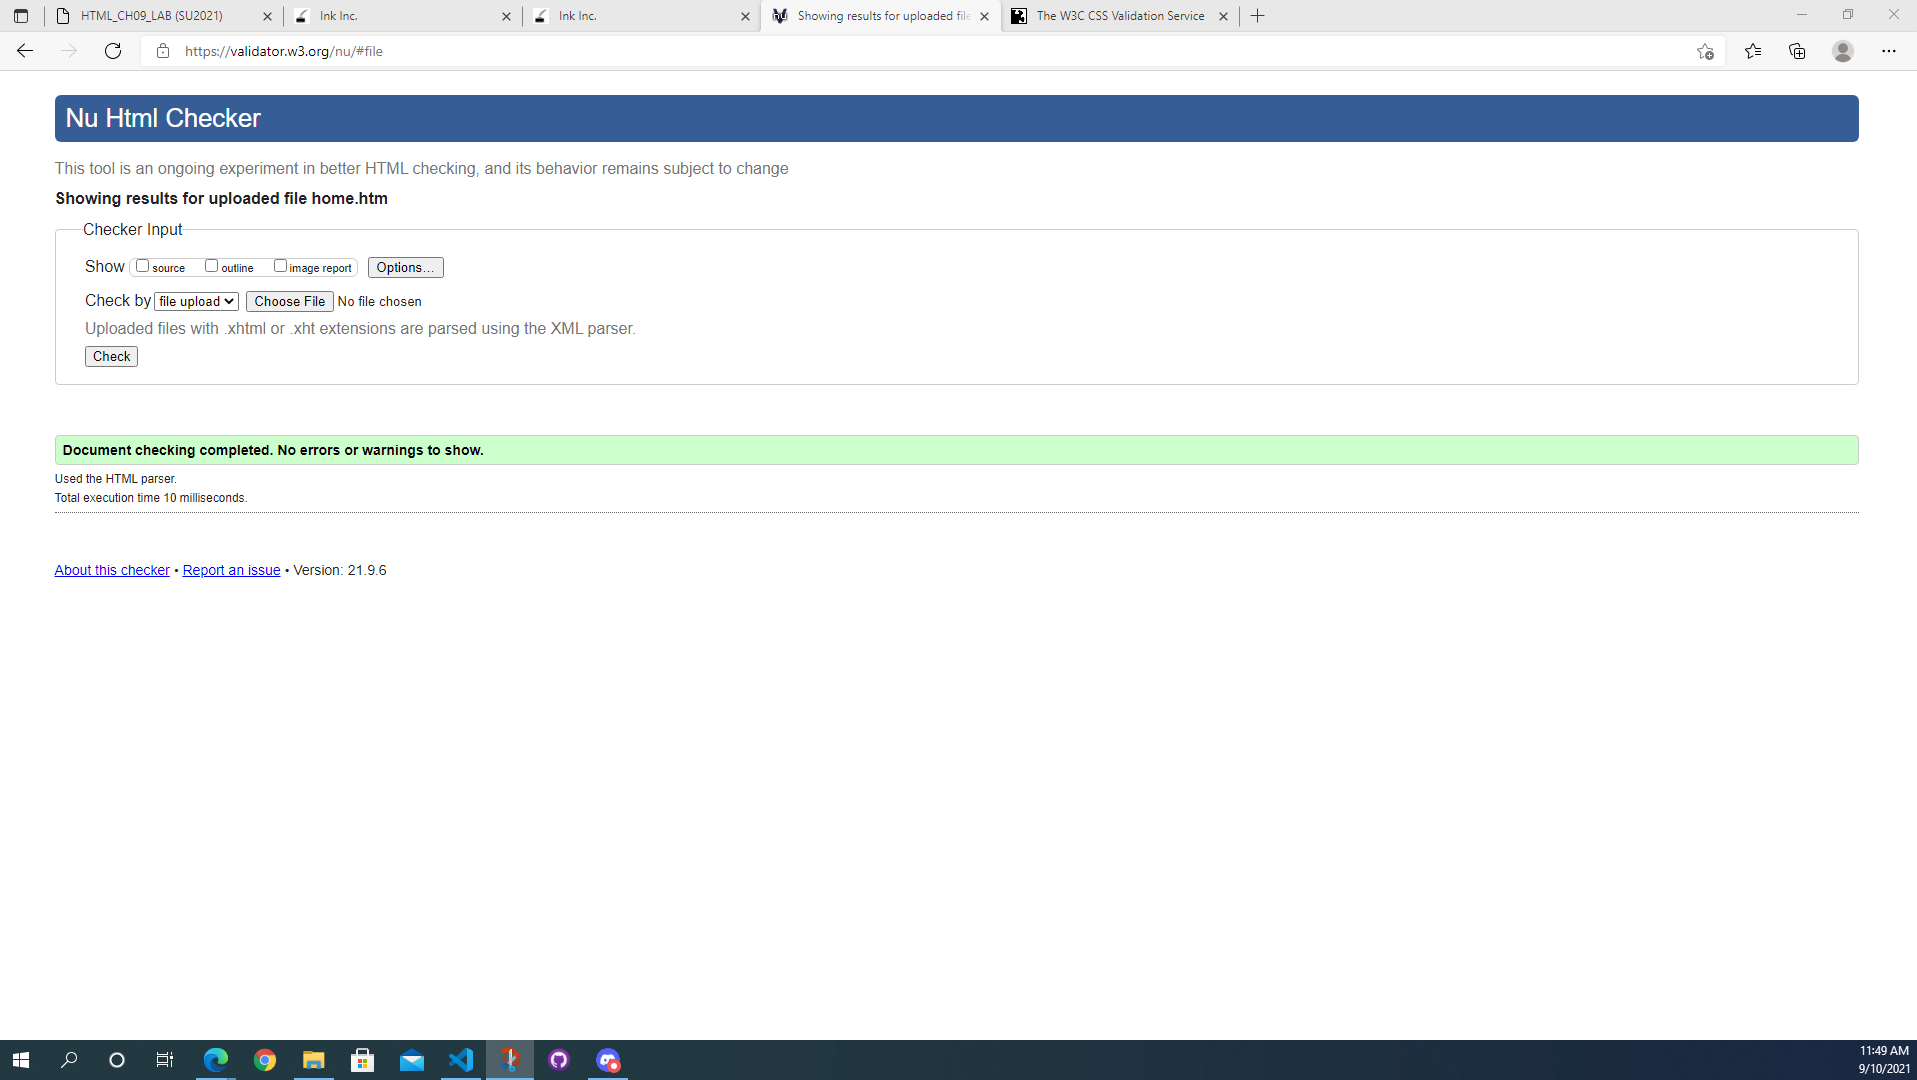 HTML_CH09_LAB (SU2021)
Ink Inc.
Ink Inc.
Showing results for uploaded file
The W3C CSS Validation Service
https://validator.w3.org/nu/#file
Nu Html Checker
This tool is an ongoing experiment in better HTML checking, and its behavior remains subject to change
Showing results for uploaded file home.htm
Checker Input
Show source outline image report Options...
Check by file upload Choose File No file chosen
Uploaded files with .xhtml or .xht extensions are parsed using the XML parser.
Check
Document checking completed. No errors or warnings to show.
Used the HTML parser.
Total execution time 10 milliseconds.
About this checker • Report an issue • Version: 21.9.6
11:49 AM
9/10/2021